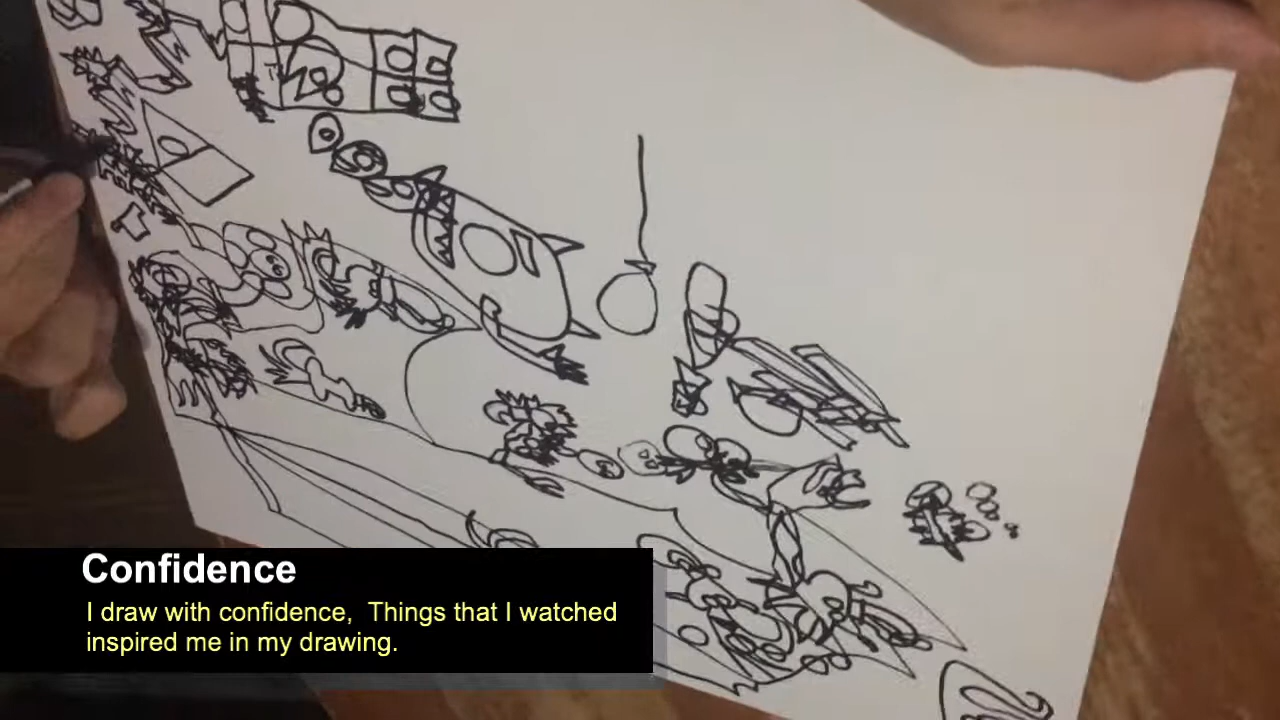 Confidence
I draw with confidence,  Things that I watched
inspired me in my drawing.